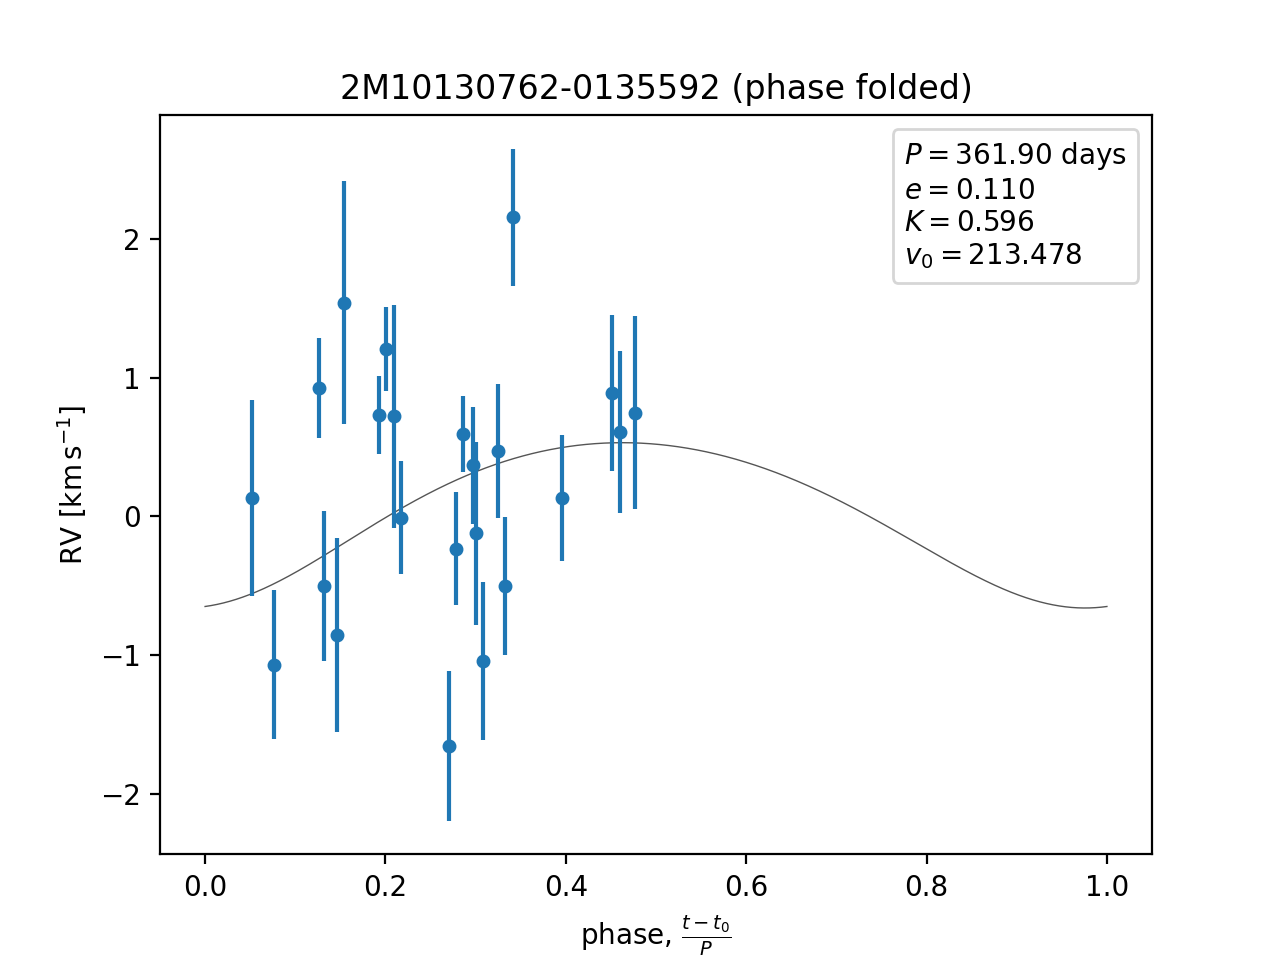 2M10130762-0135592 (phase folded)
P = 361.90 days
e = 0.110
K = 0.596
v₀ = 213.478
2
1
0
−1
−2
RV [km s⁻¹]
0.0 0.2 0.4 0.6 0.8 1.0
phase, (t − t₀)/P